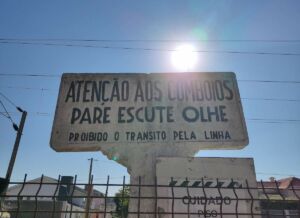 ATENÇÃO AOS COMBOIOS
PARE ESCUTE OLHE
PROIBIDO O TRANSITO PELA LINHA
CUIDADO